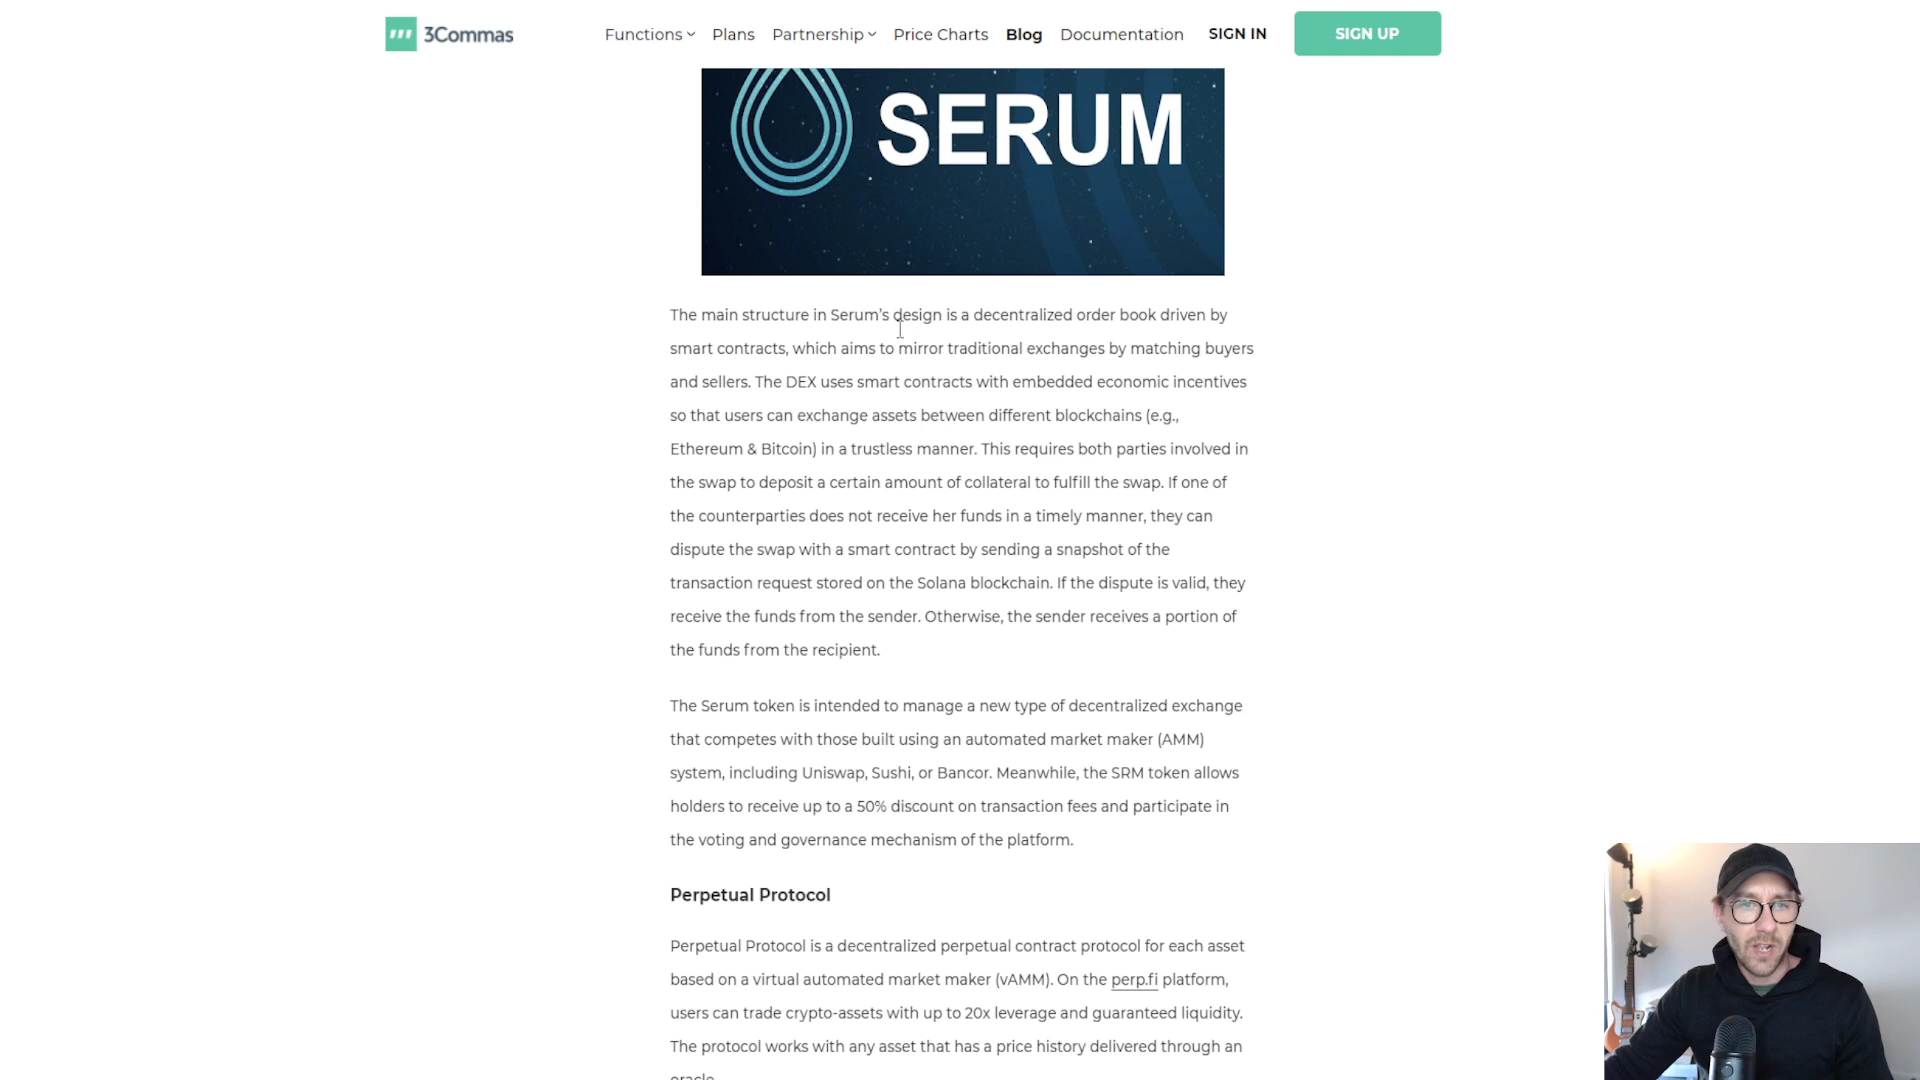 3Commas
Functions Plans Partnership Price Charts Blog Documentation SIGN IN SIGN UP
SERUM
The main structure in Serum’s design is a decentralized order book driven by
smart contracts, which aims to mirror traditional exchanges by matching buyers
and sellers. The DEX uses smart contracts with embedded economic incentives
so that users can exchange assets between different blockchains (e.g.,
Ethereum & Bitcoin) in a trustless manner. This requires both parties involved in
the swap to deposit a certain amount of collateral to fulfill the swap. If one of
the counterparties does not receive her funds in a timely manner, they can
dispute the swap with a smart contract by sending a snapshot of the
transaction request stored on the Solana blockchain. If the dispute is valid, they
receive the funds from the sender. Otherwise, the sender receives a portion of
the funds from the recipient.
The Serum token is intended to manage a new type of decentralized exchange
that competes with those built using an automated market maker (AMM)
system, including Uniswap, Sushi, or Bancor. Meanwhile, the SRM token allows
holders to receive up to a 50% discount on transaction fees and participate in
the voting and governance mechanism of the platform.
Perpetual Protocol
Perpetual Protocol is a decentralized perpetual contract protocol for each asset
based on a virtual automated market maker (vAMM). On the perp.fi platform,
users can trade crypto-assets with up to 20x leverage and guaranteed liquidity.
The protocol works with any asset that has a price history delivered through an
oracle.